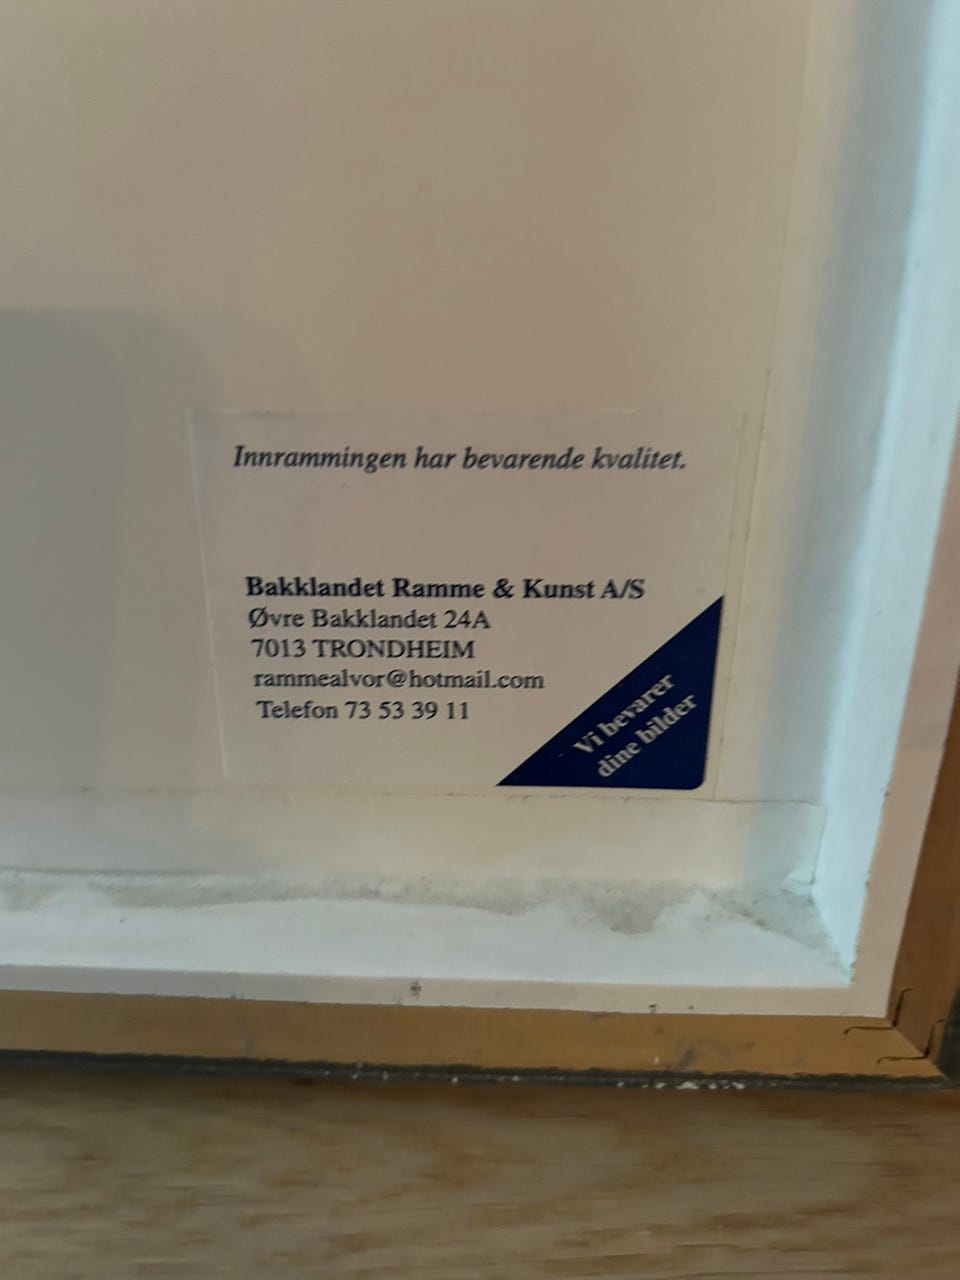 Innrammingen har bevarende kvalitet.
Bakklandet Ramme & Kunst A/S
Øvre Bakklandet 24A
7013 TRONDHEIM
rammealvor@hotmail.com
Telefon 73 53 39 11
Vi bevarer
dine bilder